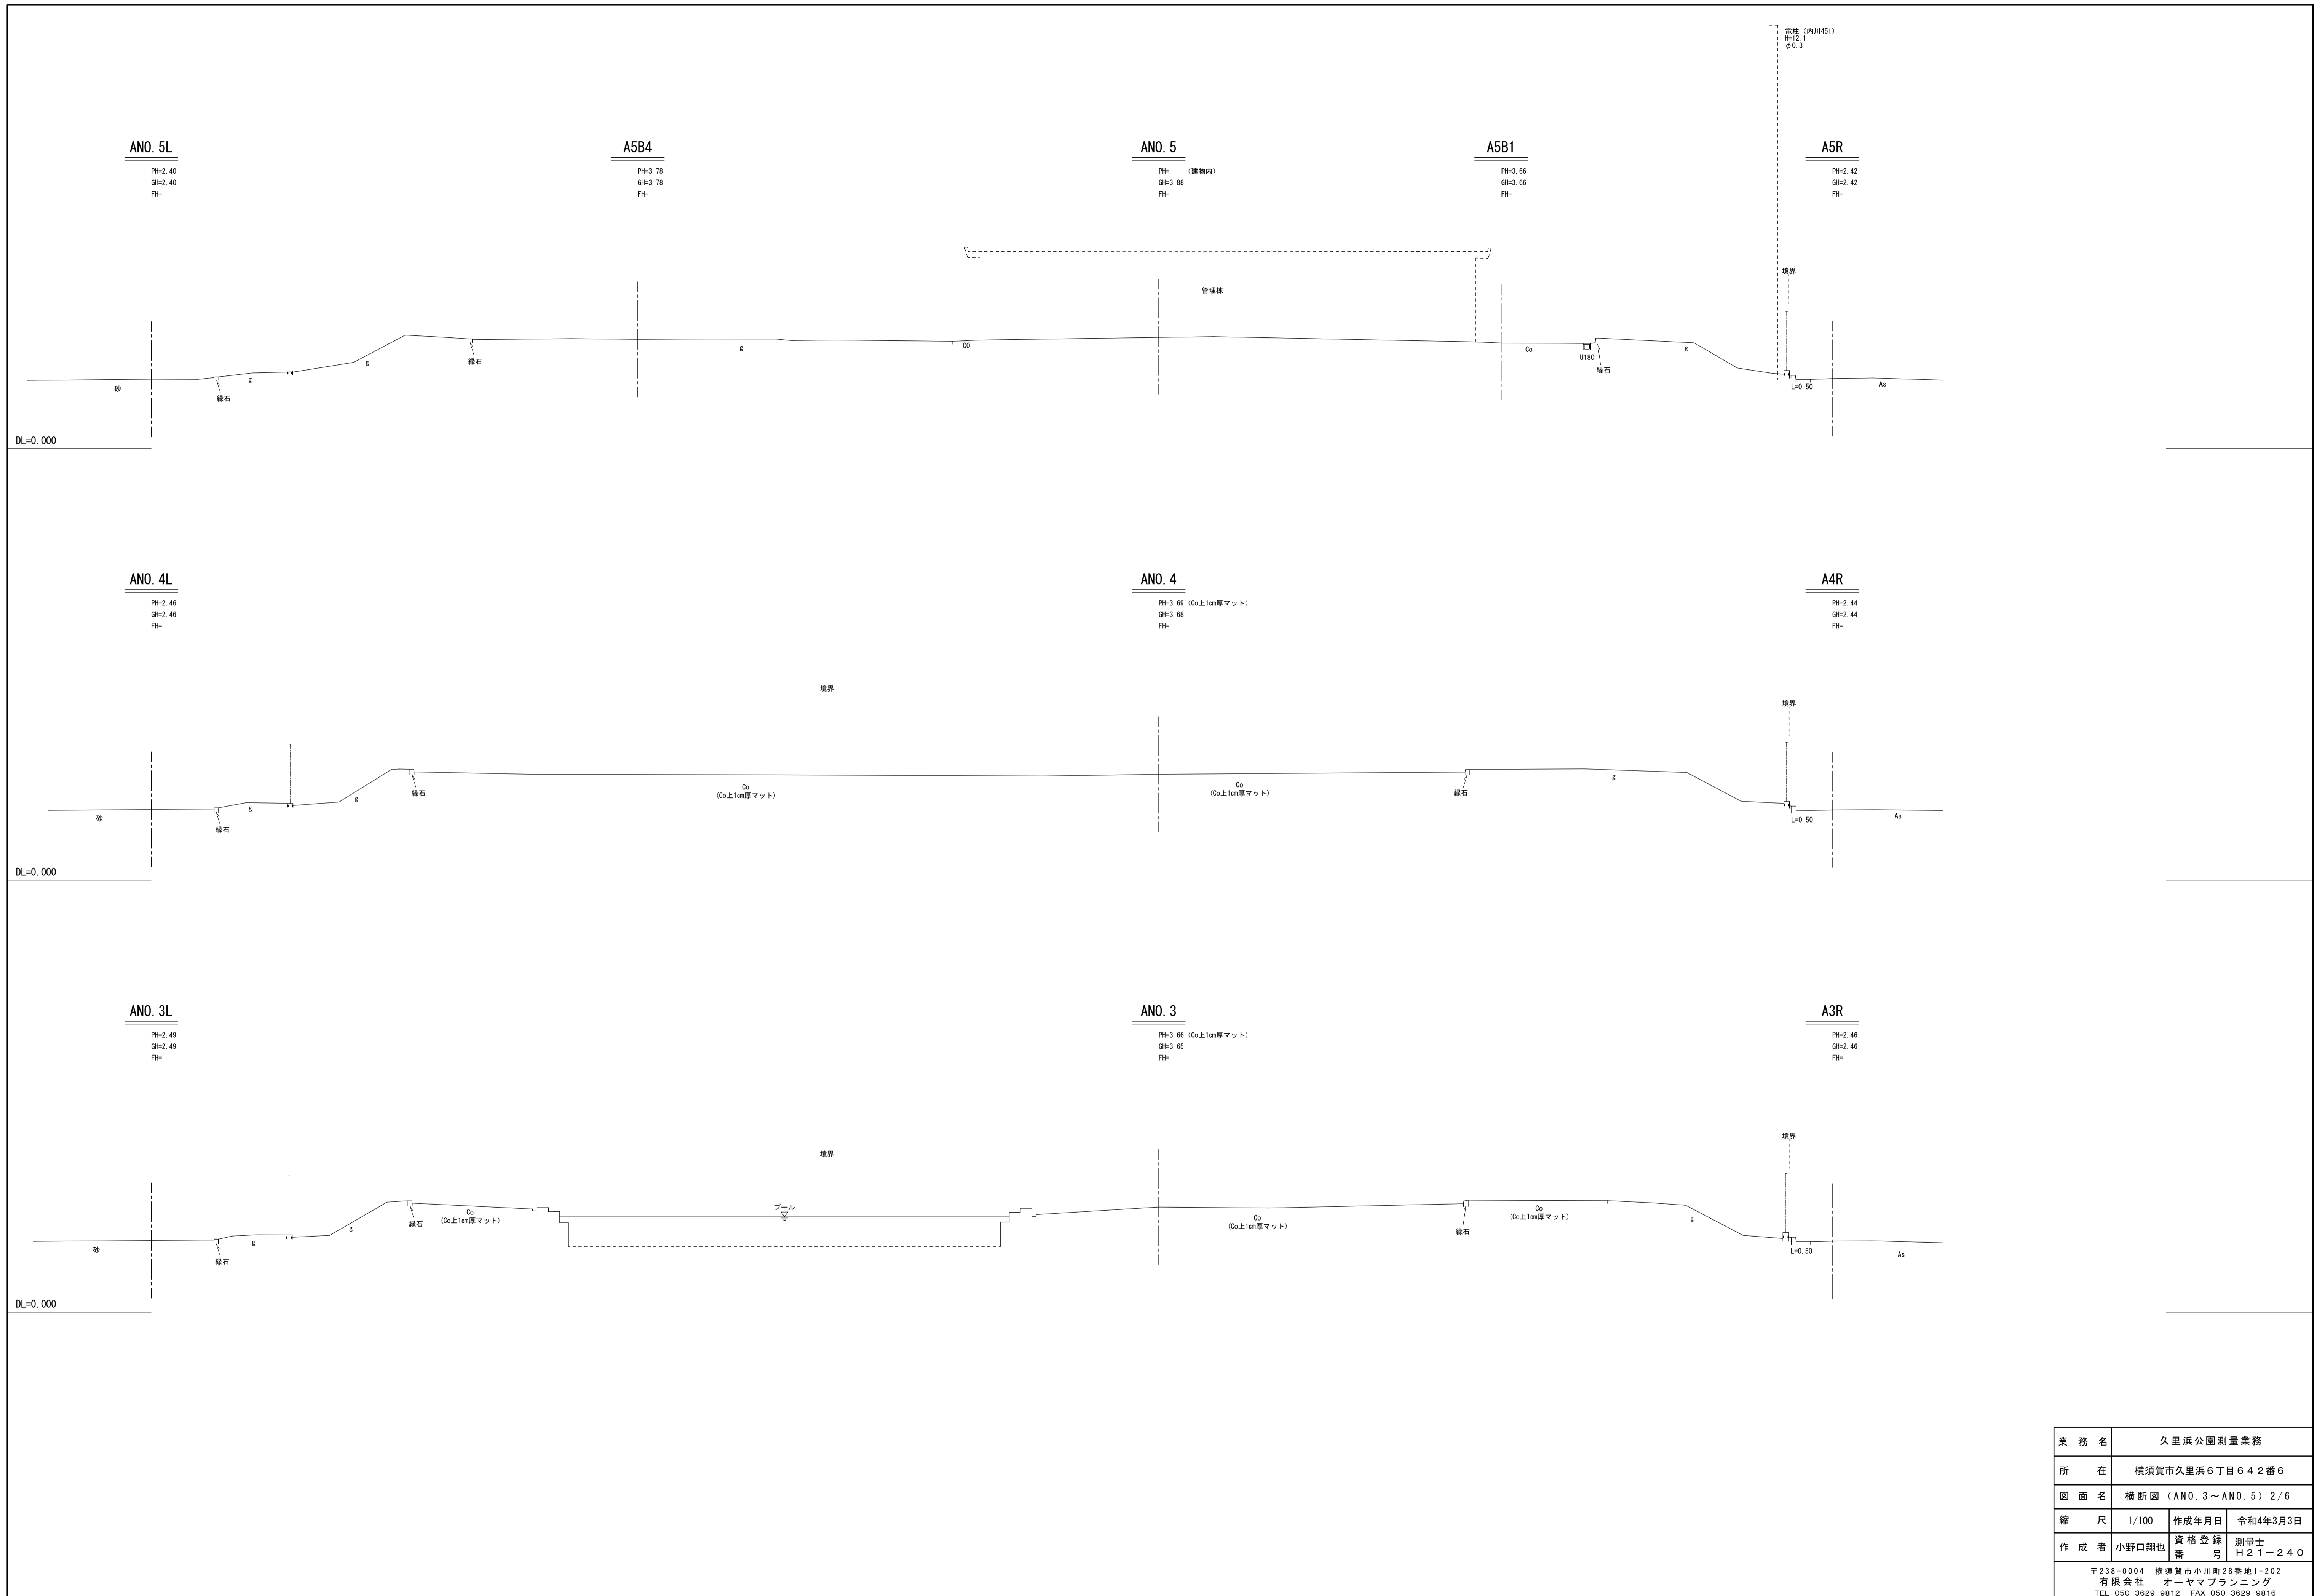 電柱（内川451）
H=12.1
φ0.3
ANO.5L
PH=2.40
GH=2.40
FH=
A5B4
PH=3.78
GH=3.78
FH=
ANO.5
PH= （建物内）
GH=3.88
FH=
A5B1
PH=3.66
GH=3.66
FH=
A5R
PH=2.42
GH=2.42
FH=
境界
管理棟
砂
縁石
g
g
縁石
g
CO
Co
U180
縁石
g
L=0.50
As
DL=0.000
ANO.4L
PH=2.46
GH=2.46
FH=
ANO.4
PH=3.69（Co上1cm厚マット）
GH=3.68
FH=
A4R
PH=2.44
GH=2.44
FH=
境界
境界
砂
縁石
g
g
縁石
Co
（Co上1cm厚マット）
Co
（Co上1cm厚マット）
縁石
g
L=0.50
As
DL=0.000
ANO.3L
PH=2.49
GH=2.49
FH=
ANO.3
PH=3.66（Co上1cm厚マット）
GH=3.65
FH=
A3R
PH=2.46
GH=2.46
FH=
境界
境界
砂
縁石
g
g
縁石
Co
（Co上1cm厚マット）
プール
Co
（Co上1cm厚マット）
縁石
Co
（Co上1cm厚マット）
g
L=0.50
As
DL=0.000
業務名 久里浜公園測量業務
所在 横須賀市久里浜６丁目６４２番６
図面名 横断図（ANO.3～ANO.5）2/6
縮尺 1/100 作成年月日 令和4年3月3日
作成者 小野口翔也 資格登録番号 測量士 Ｈ２１－２４０
〒238-0004 横須賀市小川町28番地1-202
有限会社 オーヤマプランニング
TEL 050-3629-9812 FAX 050-3629-9816